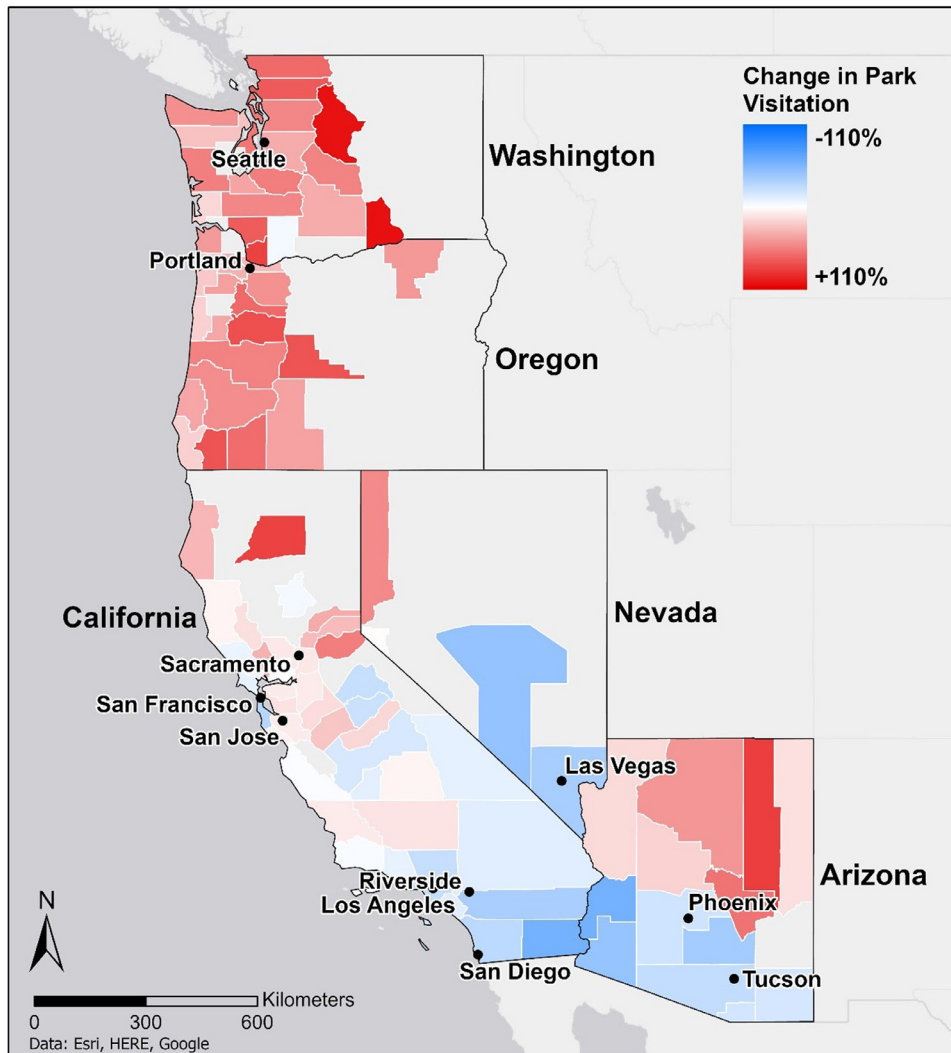 Change in Park
Visitation
-110%
+110%
Washington
Seattle
Portland
Oregon
California
Nevada
Sacramento
San Francisco
San Jose
Las Vegas
Riverside
Los Angeles
Arizona
Phoenix
San Diego
Tucson
N
Kilometers
0 300 600
Data: Esri, HERE, Google